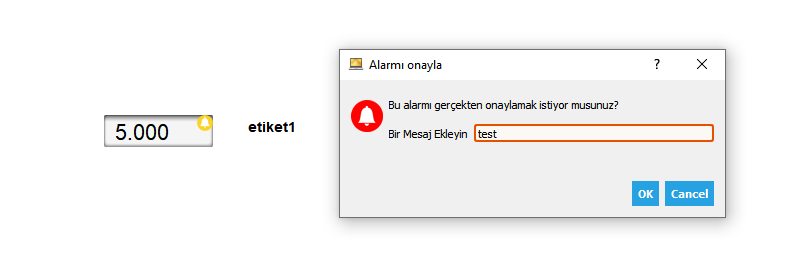 Alarmı onayla
?
5.000
etiket1
Bu alarmı gerçekten onaylamak istiyor musunuz?
Bir Mesaj Ekleyin test
OK Cancel